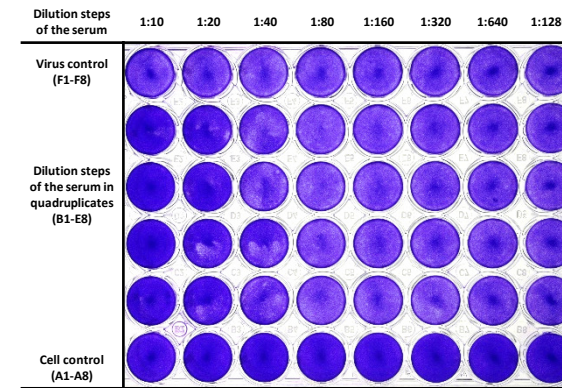 Dilution steps
of the serum
1:10 1:20 1:40 1:80 1:160 1:320 1:640 1:128
Virus control
(F1-F8)
Dilution steps
of the serum in
quadruplicates
(B1-E8)
Cell control
(A1-A8)